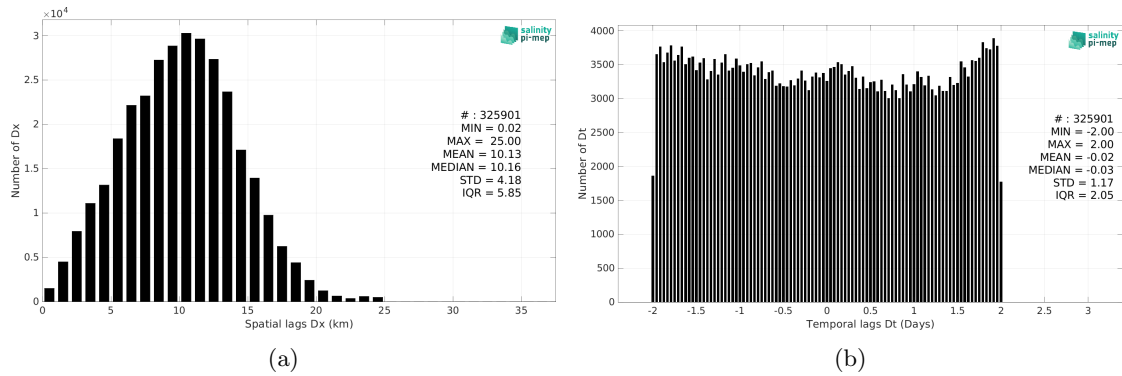 ×10⁴
3
2.5
2
1.5
1
0.5
0
0 5 10 15 20 25 30 35
Number of Dx
Spatial lags Dx (km)
salinity
pi-mep
# : 325901
MIN = 0.02
MAX = 25.00
MEAN = 10.13
MEDIAN = 10.16
STD = 4.18
IQR = 5.85
(a)
4000
3500
3000
2500
2000
1500
1000
500
0
-2 -1.5 -1 -0.5 0 0.5 1 1.5 2 2.5 3
Number of Dt
Temporal lags Dt (Days)
salinity
pi-mep
# : 325901
MIN = -2.00
MAX = 2.00
MEAN = -0.02
MEDIAN = -0.03
STD = 1.17
IQR = 2.05
(b)